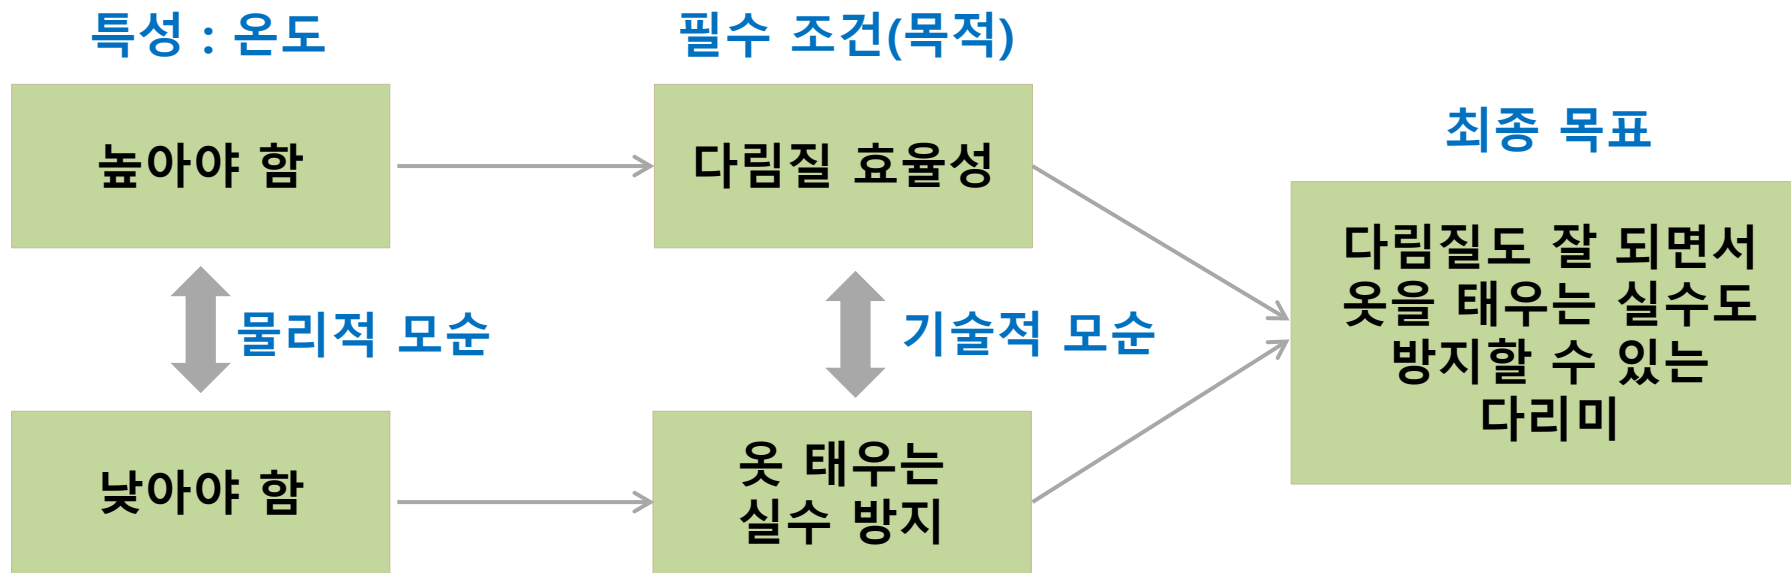 특성 : 온도
필수 조건(목적)
최종 목표
높아야 함
다림질 효율성
다림질도 잘 되면서
옷을 태우는 실수도
방지할 수 있는
다리미
물리적 모순
기술적 모순
낮아야 함
옷 태우는
실수 방지